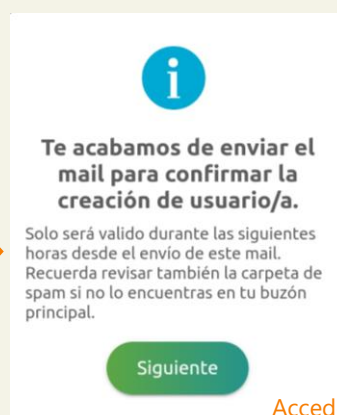 Te acabamos de enviar el
mail para confirmar la
creación de usuario/a.
Solo será valido durante las siguientes
horas desde el envío de este mail.
Recuerda revisar también la carpeta de
spam si no lo encuentras en tu buzón
principal.
Siguiente
Acced